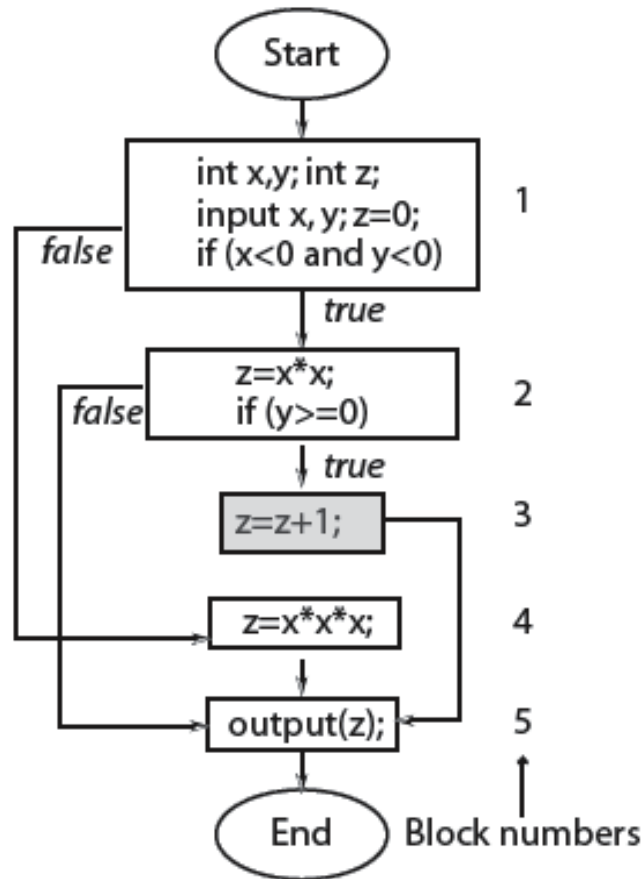 Start
int x,y; int z;
input x, y; z=0;
if (x<0 and y<0)
1
false
true
z=x*x;
if (y>=0)
2
false
true
z=z+1;
3
z=x*x*x;
4
output(z);
5
End
Block numbers